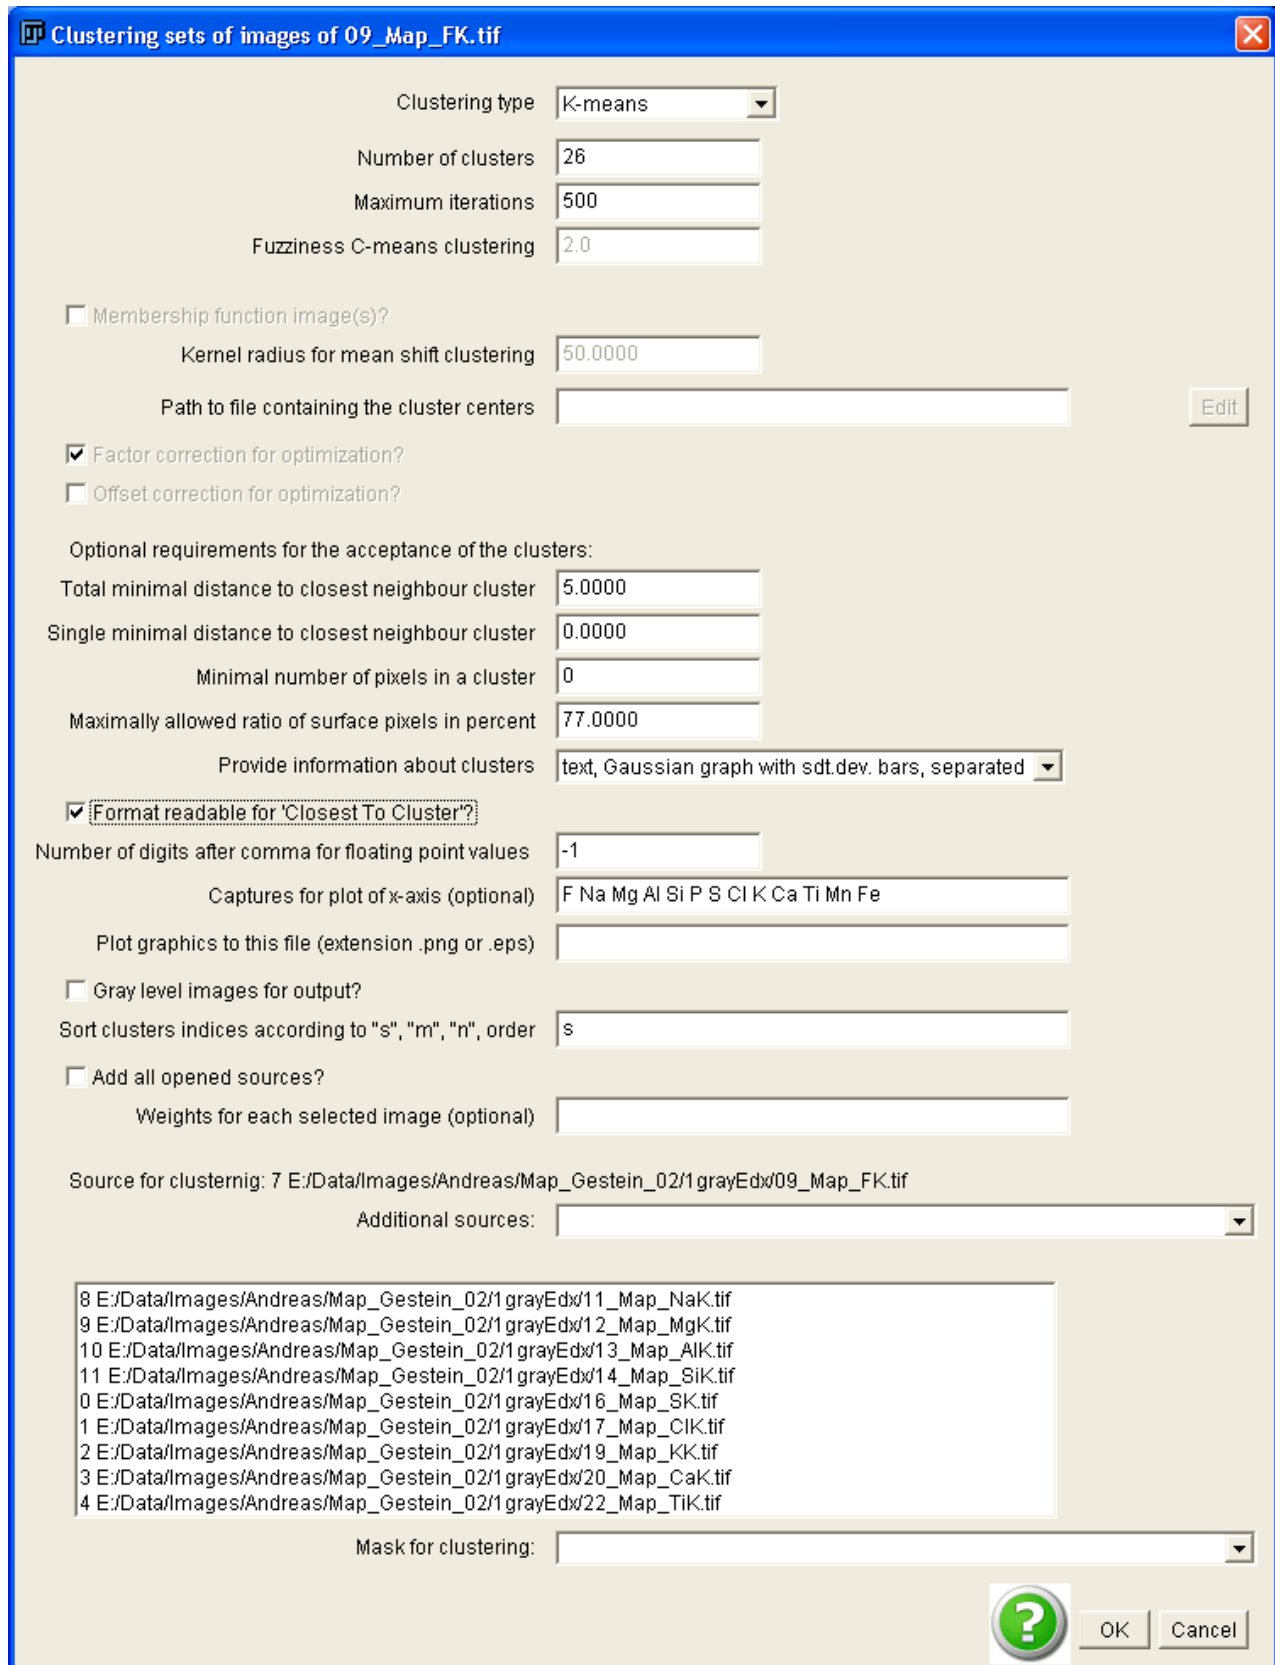 Clustering sets of images of 09_Map_FK.tif
Clustering type K-means
Number of clusters 26
Maximum iterations 500
Fuzziness C-means clustering 2.0
Membership function image(s)?
Kernel radius for mean shift clustering 50.0000
Path to file containing the cluster centers Edit
Factor correction for optimization?
Offset correction for optimization?
Optional requirements for the acceptance of the clusters:
Total minimal distance to closest neighbour cluster 5.0000
Single minimal distance to closest neighbour cluster 0.0000
Minimal number of pixels in a cluster 0
Maximally allowed ratio of surface pixels in percent 77.0000
Provide information about clusters text, Gaussian graph with sdt.dev. bars, separated
Format readable for 'Closest To Cluster'?
Number of digits after comma for floating point values -1
Captures for plot of x-axis (optional) F Na Mg Al Si P S Cl K Ca Ti Mn Fe
Plot graphics to this file (extension .png or .eps)
Gray level images for output?
Sort clusters indices according to "s", "m", "n", order s
Add all opened sources?
Weights for each selected image (optional)
Source for clusternig: 7 E:/Data/Images/Andreas/Map_Gestein_02/1grayEdx/09_Map_FK.tif
Additional sources:
8 E:/Data/Images/Andreas/Map_Gestein_02/1grayEdx/11_Map_NaK.tif
9 E:/Data/Images/Andreas/Map_Gestein_02/1grayEdx/12_Map_MgK.tif
10 E:/Data/Images/Andreas/Map_Gestein_02/1grayEdx/13_Map_AlK.tif
11 E:/Data/Images/Andreas/Map_Gestein_02/1grayEdx/14_Map_SiK.tif
0 E:/Data/Images/Andreas/Map_Gestein_02/1grayEdx/16_Map_SK.tif
1 E:/Data/Images/Andreas/Map_Gestein_02/1grayEdx/17_Map_ClK.tif
2 E:/Data/Images/Andreas/Map_Gestein_02/1grayEdx/19_Map_KK.tif
3 E:/Data/Images/Andreas/Map_Gestein_02/1grayEdx/20_Map_CaK.tif
4 E:/Data/Images/Andreas/Map_Gestein_02/1grayEdx/22_Map_TiK.tif
Mask for clustering:
? OK Cancel